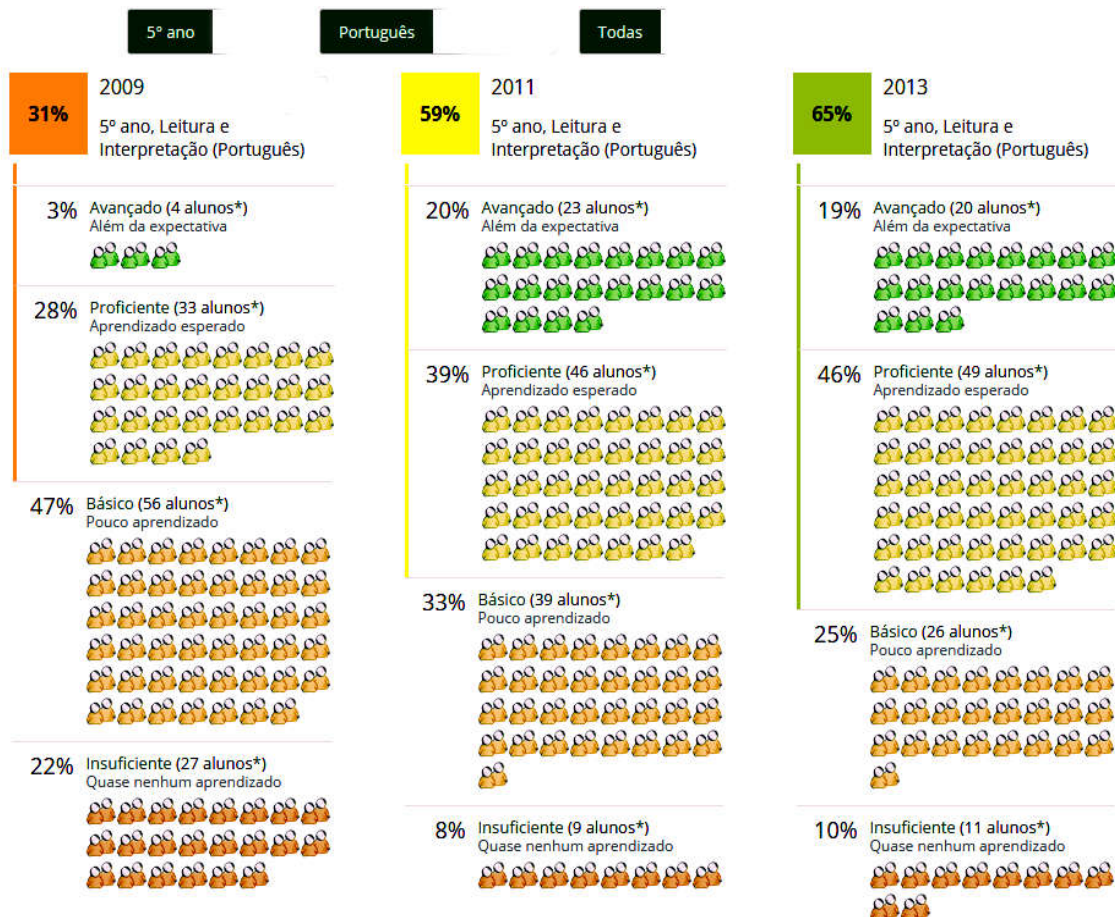 5º ano
Português
Todas
31%
2009
5º ano, Leitura e
Interpretação (Português)
3%
Avançado (4 alunos*)
Além da expectativa
28%
Proficiente (33 alunos*)
Aprendizado esperado
47%
Básico (56 alunos*)
Pouco aprendizado
22%
Insuficiente (27 alunos*)
Quase nenhum aprendizado
59%
2011
5º ano, Leitura e
Interpretação (Português)
20%
Avançado (23 alunos*)
Além da expectativa
39%
Proficiente (46 alunos*)
Aprendizado esperado
33%
Básico (39 alunos*)
Pouco aprendizado
8%
Insuficiente (9 alunos*)
Quase nenhum aprendizado
65%
2013
5º ano, Leitura e
Interpretação (Português)
19%
Avançado (20 alunos*)
Além da expectativa
46%
Proficiente (49 alunos*)
Aprendizado esperado
25%
Básico (26 alunos*)
Pouco aprendizado
10%
Insuficiente (11 alunos*)
Quase nenhum aprendizado